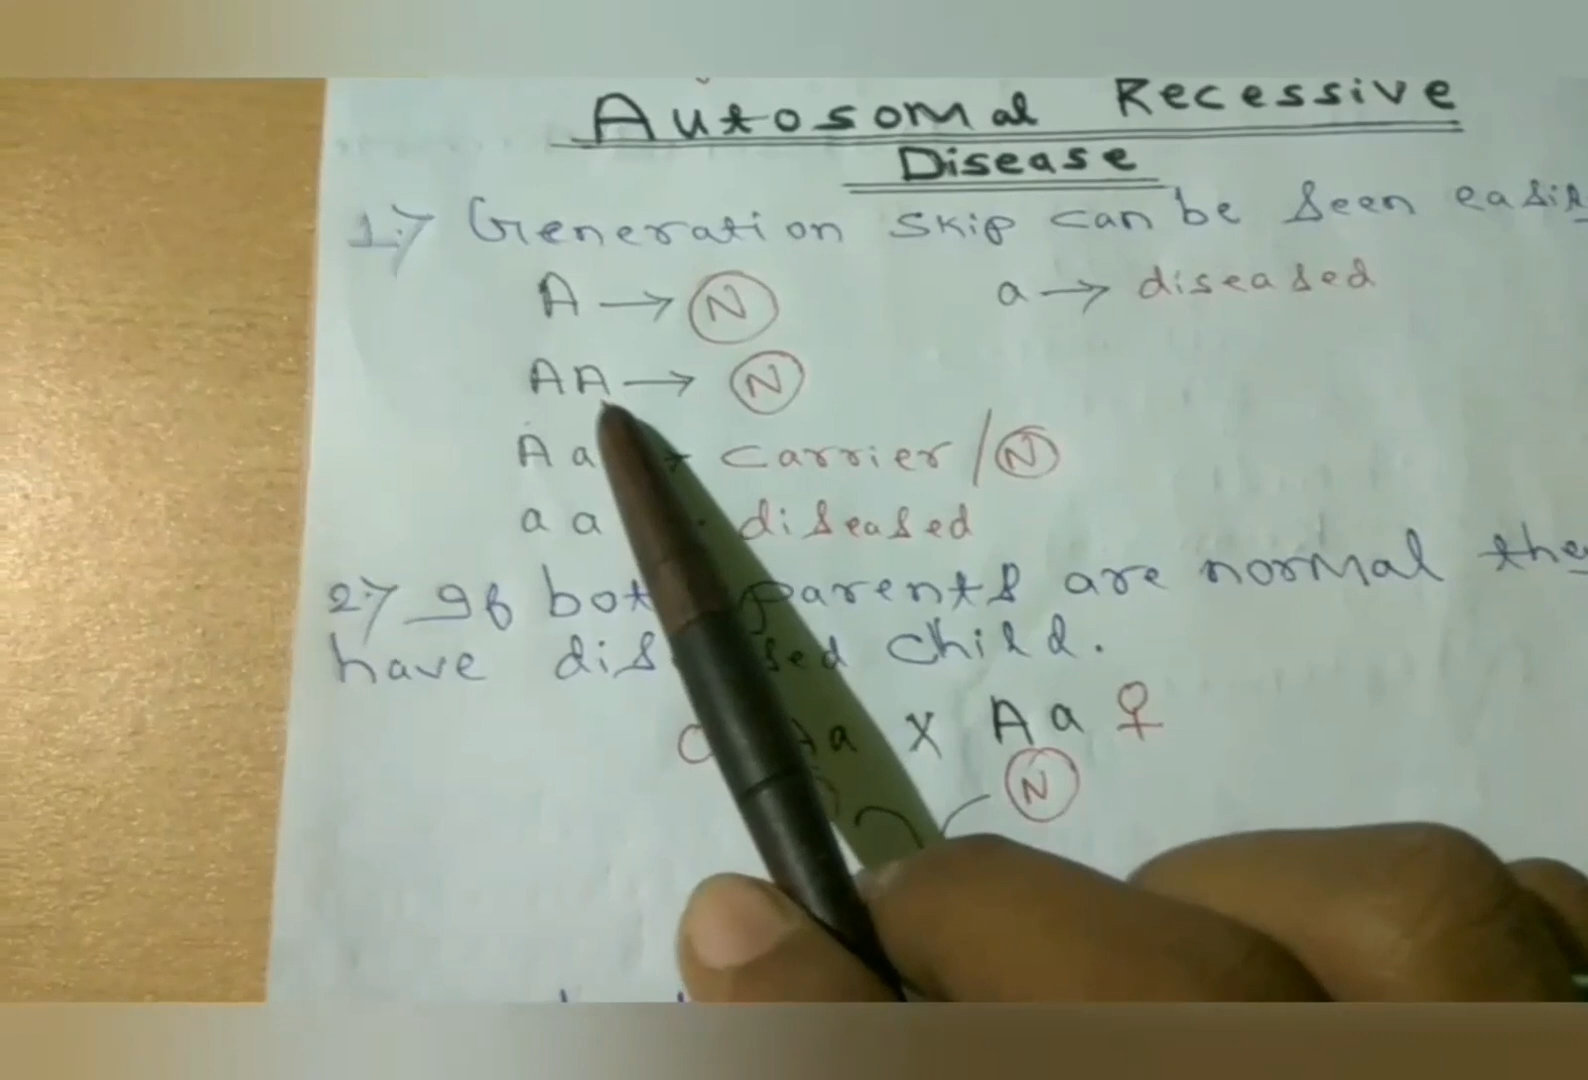 Autosomal Recessive
Disease
1.> Generation skip can be seen
A → N a → diseased
AA → N
Aa carrier / N
aa diseased
2.> If parents are normal
have child.
Aa X Aa ♀
N